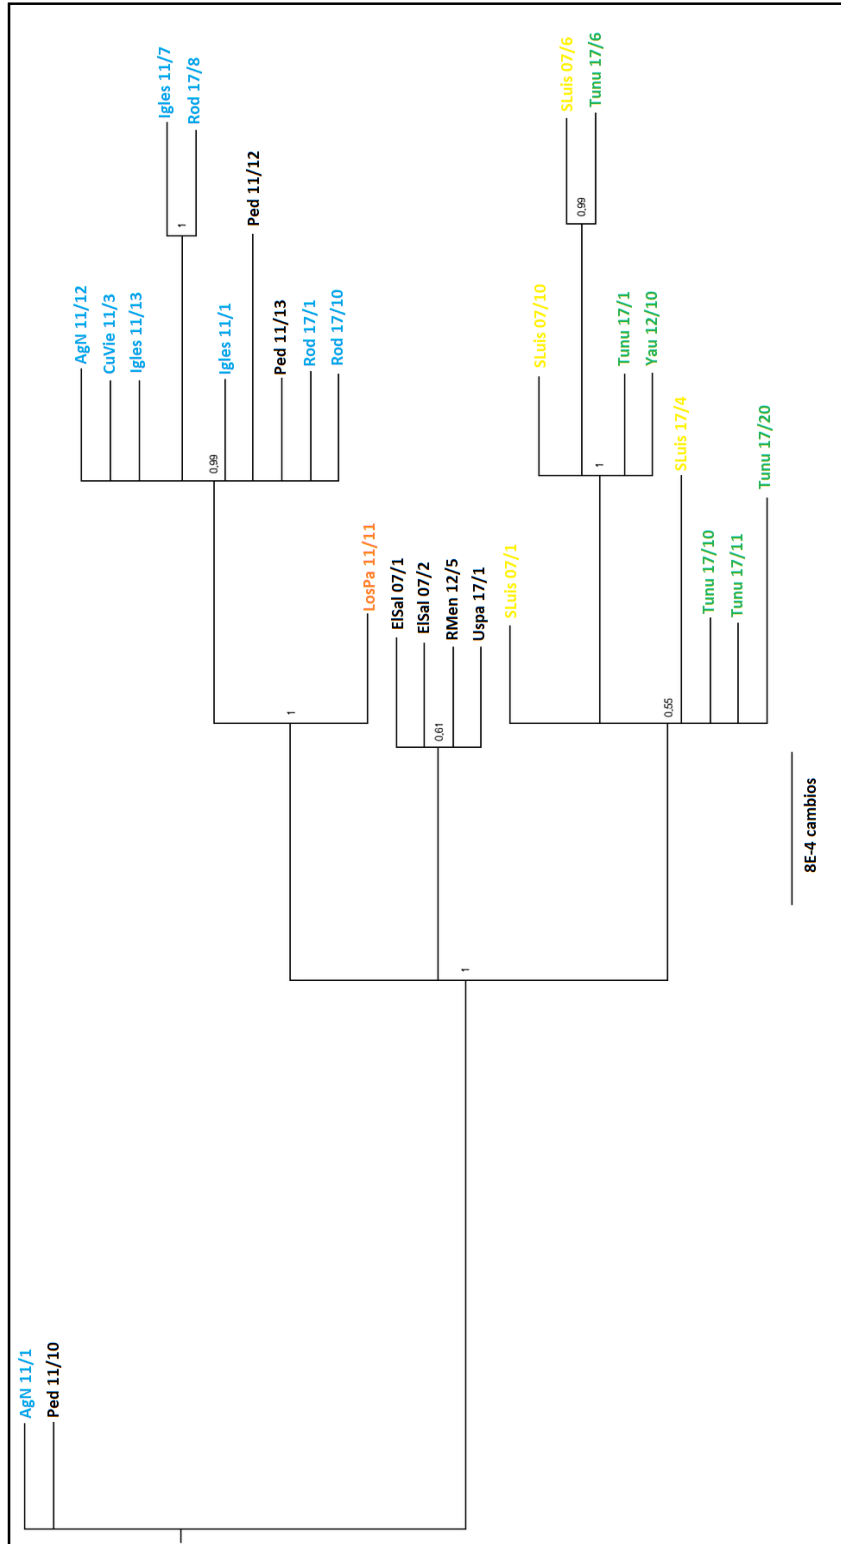 AgN 11/1
Ped 11/10
AgN 11/12
CuVie 11/3
Igles 11/13
Igles 11/7
Rod 17/8
1
Igles 11/1
Ped 11/12
Ped 11/13
Rod 17/1
Rod 17/10
0,99
LosPa 11/11
1
ElSal 07/1
ElSal 07/2
RMen 12/5
Uspa 17/1
0,61
1
SLuis 07/1
SLuis 07/10
SLuis 07/6
Tunu 17/6
0,99
Tunu 17/1
Yau 12/10
1
SLuis 17/4
Tunu 17/10
Tunu 17/11
Tunu 17/20
0,55
8E-4 cambios